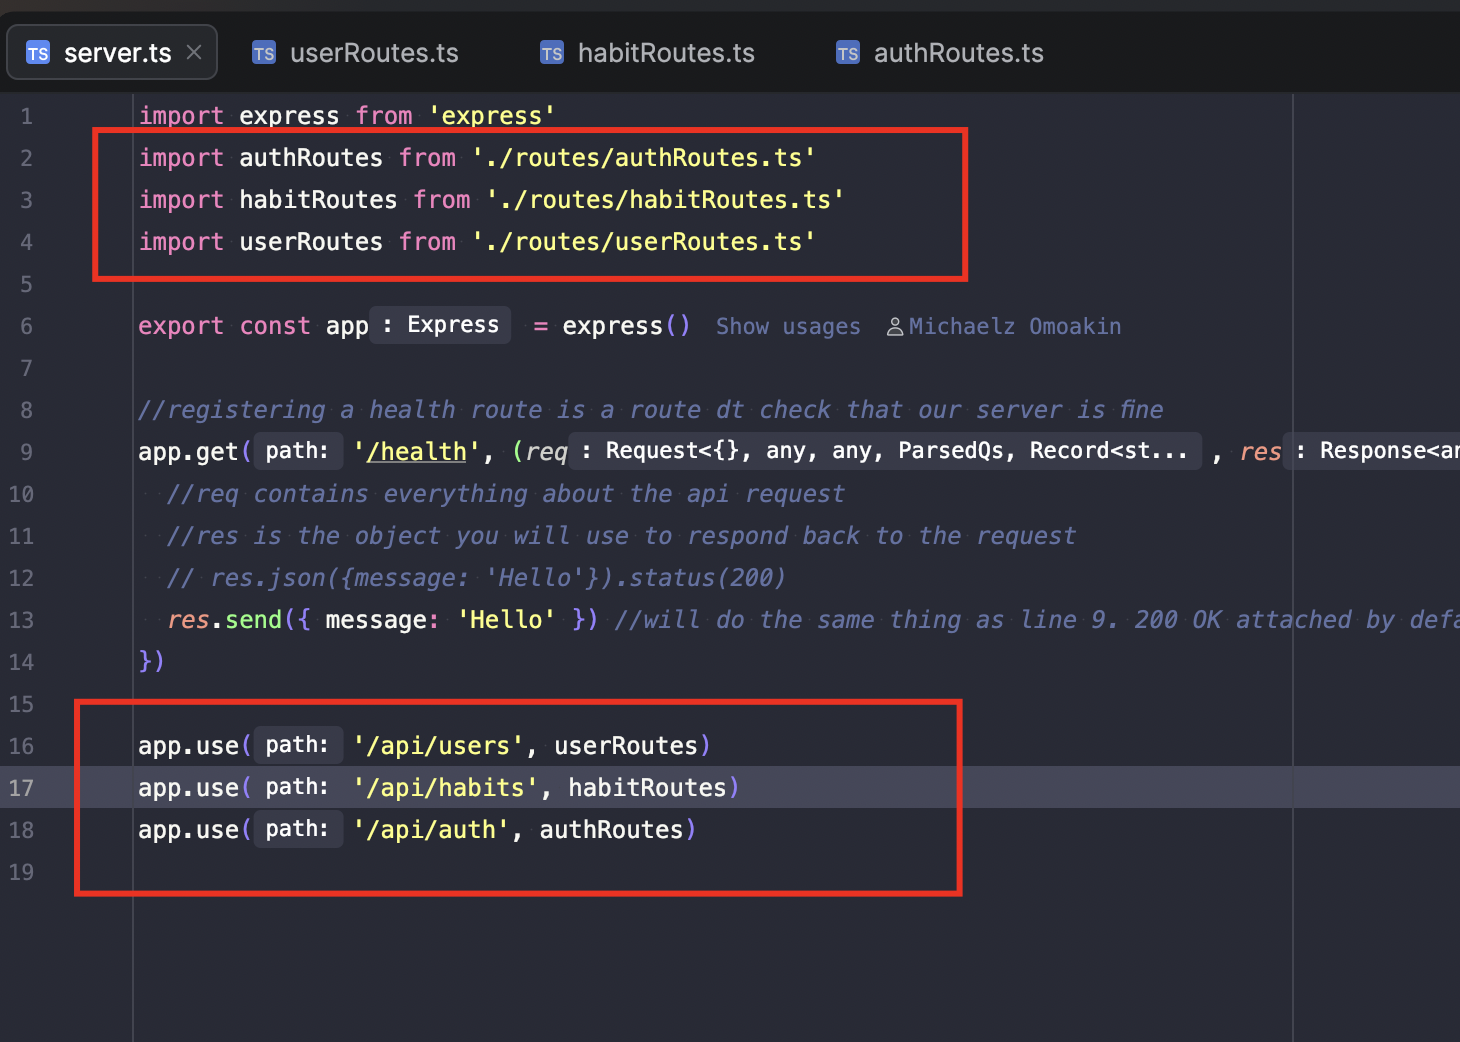 TS server.ts × TS userRoutes.ts TS habitRoutes.ts TS authRoutes.ts
1 import express from 'express'
2 import authRoutes from './routes/authRoutes.ts'
3 import habitRoutes from './routes/habitRoutes.ts'
4 import userRoutes from './routes/userRoutes.ts'
5
6 export const app : Express = express() Show usages Michaelz Omoakin
7
8 //registering a health route is a route dt check that our server is fine
9 app.get( path: '/health', (req : Request<{}, any, any, ParsedQs, Record<st... , res : Response<an
10 //req contains everything about the api request
11 //res is the object you will use to respond back to the request
12 // res.json({message: 'Hello'}).status(200)
13 res.send({ message: 'Hello' }) //will do the same thing as line 9. 200 OK attached by defa
14 })
15
16 app.use( path: '/api/users', userRoutes)
17 app.use( path: '/api/habits', habitRoutes)
18 app.use( path: '/api/auth', authRoutes)
19